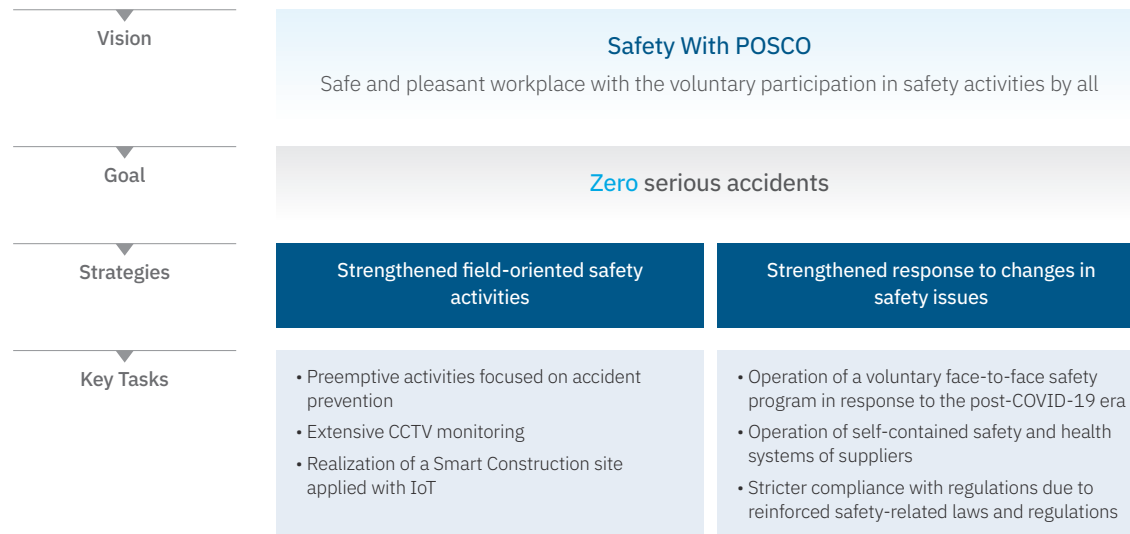 Vision
Safety With POSCO
Safe and pleasant workplace with the voluntary participation in safety activities by all
Goal
Zero serious accidents
Strategies
Strengthened field-oriented safety
activities
Strengthened response to changes in
safety issues
Key Tasks
• Preemptive activities focused on accident
prevention
• Extensive CCTV monitoring
• Realization of a Smart Construction site
applied with IoT
• Operation of a voluntary face-to-face safety
program in response to the post-COVID-19 era
• Operation of self-contained safety and health
systems of suppliers
• Stricter compliance with regulations due to
reinforced safety-related laws and regulations